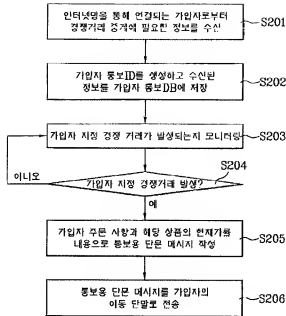 인터넷망을 통해 연결되는 가입자로부터
경쟁거래 중계에 필요한 정보를 수신
S201
가입자 통보ID를 생성하고 수신된
정보를 가입자 통보DB에 저장
S202
가입자 지정 경쟁 거래가 발생되는지 모니터링
S203
S204
아니오
가입자 지정 경쟁거래 발생?
예
가입자 주문 사항과 해당 상품의 현재가를
내용으로 통보용 단문 메시지 작성
S205
통보용 단문 메시지를 가입자의
이동 단말로 전송
S206